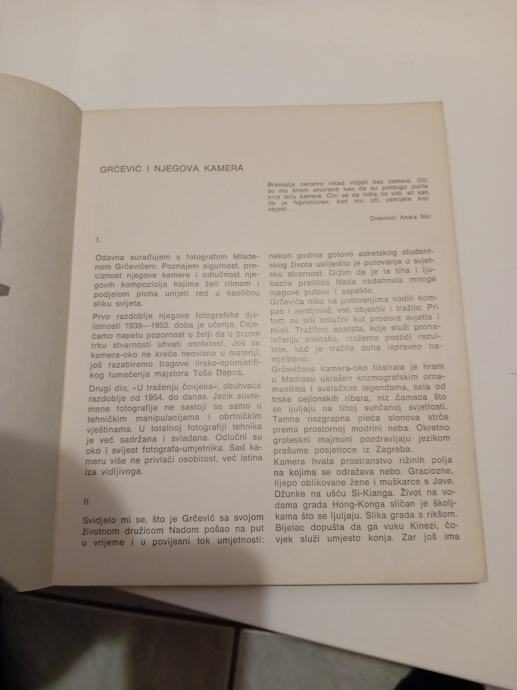 GRČEVIĆ I NJEGOVA KAMERA
Brassaija nećemo nikad vidjeti bez kamere. Oči
su mu širom otvorene kao da su predugo zurile
kroz leću kamere. Čini se da ništa ne vidi, ali kao
da je hipnotiziran, kad mu oči zamijete koji
objekt ...
Dnevnici Anaïs Nin
I.
Odavna surađujem s fotografom Mlade-
nom Grčevićem. Poznajem sigurnost, pre-
ciznost njegove kamere i odlučnost nje-
govih kompozicija kojima želi ritmom i
podjelom ploha unijeti red u kaotičnu
sliku svijeta.
Prvo razdoblje njegove fotografske dje-
latnosti 1939—1953. doba je učenja. Osje-
ćamo napetu pozornost u želji da u bizom
trku stvarnosti uhvati osobitost. Još se
kamera-oko ne kreće neovisno u materiji,
još razabiremo tragove lirsko-optimistič-
kog tumačenja majstora Toše Dapca.
Drugi dio, »U traženju čovjeka«, obuhvaća
razdoblje od 1954. do danas. Jezik suvre-
mene fotografije ne sastoji se samo u
tehničkim manipulacijama i obrtničkim
vještinama. U totalnoj fotografiji tehnika
je već sadržana i svladana. Odlučni su
oko i svijest fotografa-umjetnika. Sad ka-
meru više ne privlači osobitost, već istina
iza vidljivoga.
II.
Svidjelo mi se, što je Grčević sa svojom
životnom družicom Nadom pošao na put
u vrijeme i u povijesni tok umjetnosti:
nakon godina gotovo asketskog student-
skog života uslijedilo je putovanje u svjet-
sku stvarnost. Držim da je ta tiha i lju-
bazna pratilica Nada nadahnula mnoge
njegove putove i aspekte.
Grčevića nisu na putovanjima vodili kompas
i zemljovid, već objektiv i tražilo. Pri
tom su bili odlučni kut prodora svjetla i
misli. Tražilom aparata, koje služi prona-
laženju snimaka, možemo postići rezul-
tate, kad je tražilo duha ispravno na-
mješteno.
Grčevićeva kamera-oko fiksirala je hram
u Madrasu ukrašen kozmografskim orna-
mentima i svetačkim legendama, sela od
trske cejlonskih ribara, niz čamaca što
se ljuljaju na tihoj sunčanoj svjetlosti.
Tamna nezgrapna pleća slonova strče
prema prostornoj modrini neba. Okretno
groteskni majmuni pozdravljaju jezikom
prašume posjetioce iz Zagreba.
Kamera hvata prostranstvo rižinih polja
na kojima se odražava nebo. Graciozne,
lijepo oblikovane žene i muškarce s Jave.
Džunke na ušću Si-Kianga. Život na vo-
dama grada Hong-Konga sličan je školj-
kama što se ljuljaju. Slika grada s rikšom.
Bijelac dopušta da ga vuku Kinezi, čo-
vjek služi umjesto konja. Zar još ima